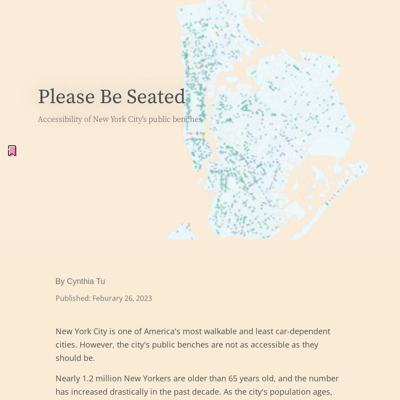 Please Be Seated
Accessibility of New York City's public benches
By Cynthia Tu
Published: Feburary 26, 2023
New York City is one of America's most walkable and least car-dependent
cities. However, the city's public benches are not as accessible as they
should be.
Nearly 1.2 million New Yorkers are older than 65 years old, and the number
has increased drastically in the past decade. As the city's population ages,